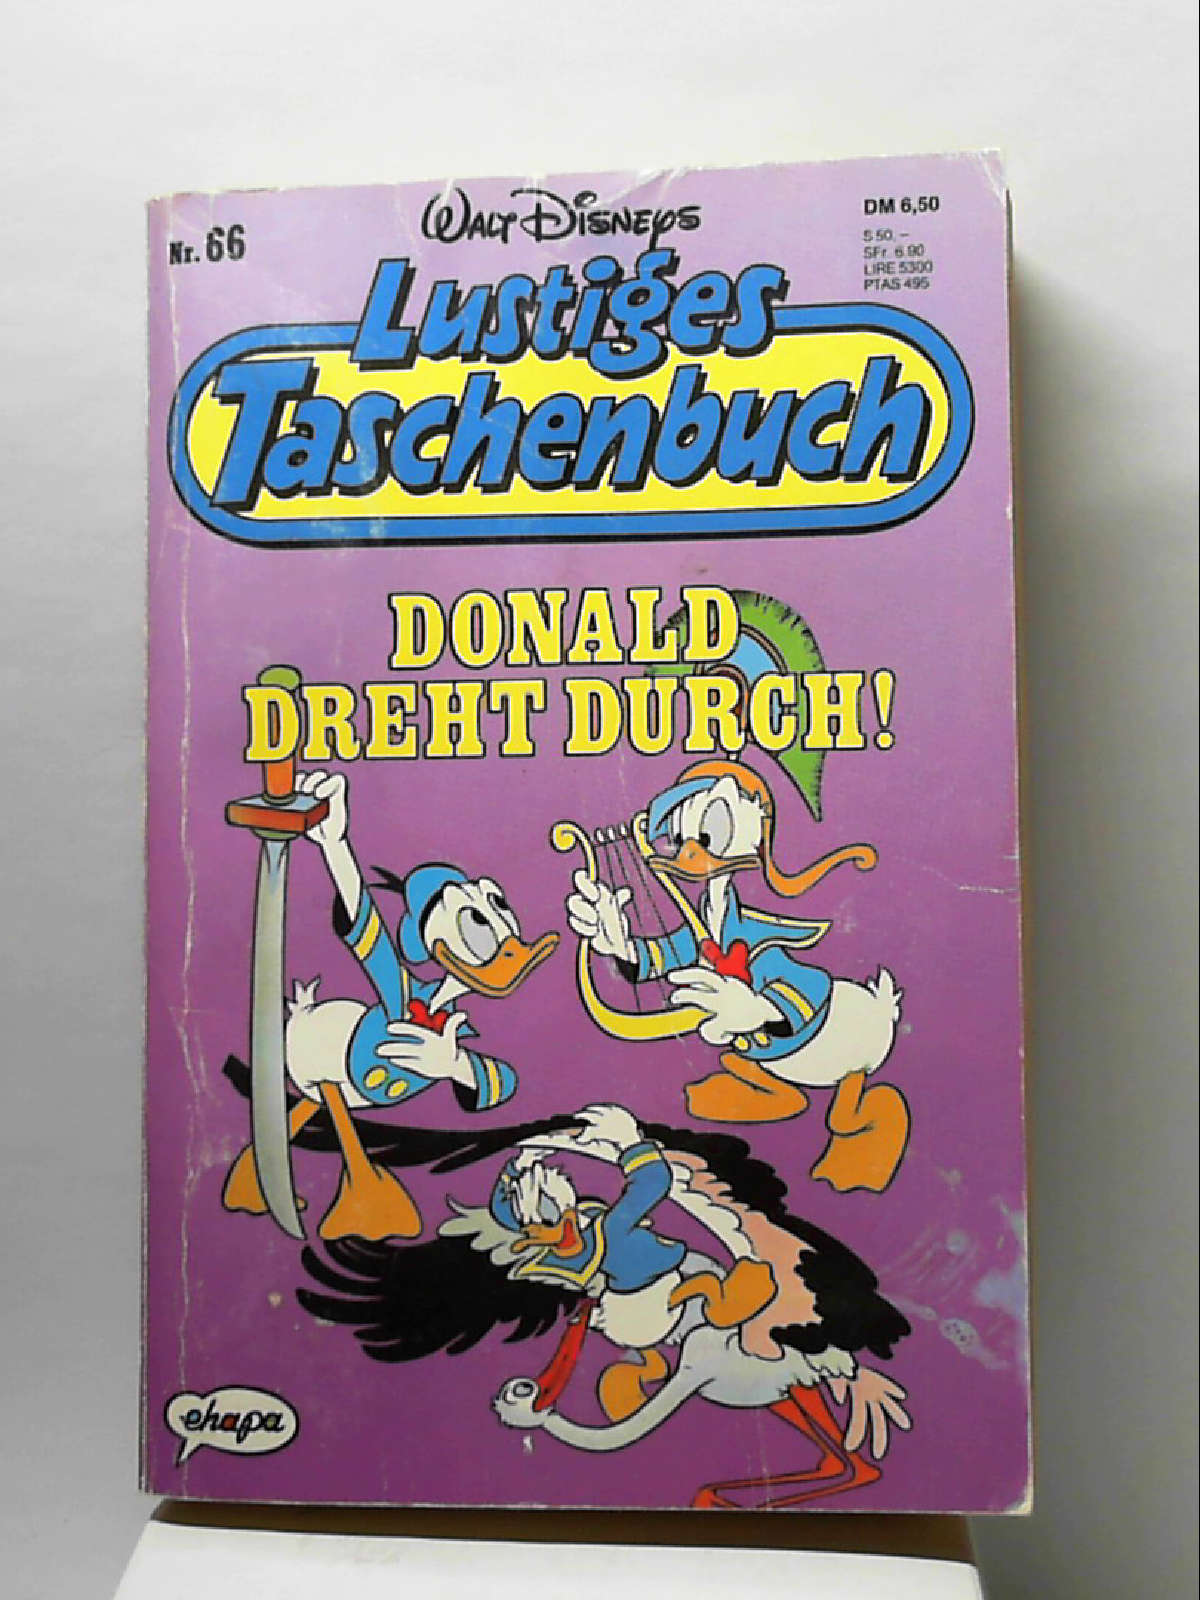 Nr. 66
WALT DISNEYS
DM 6,50
S 50,–
SFr. 6.90
LIRE 5300
PTAS 495
Lustiges
Taschenbuch
DONALD
DREHT DURCH!
ehapa